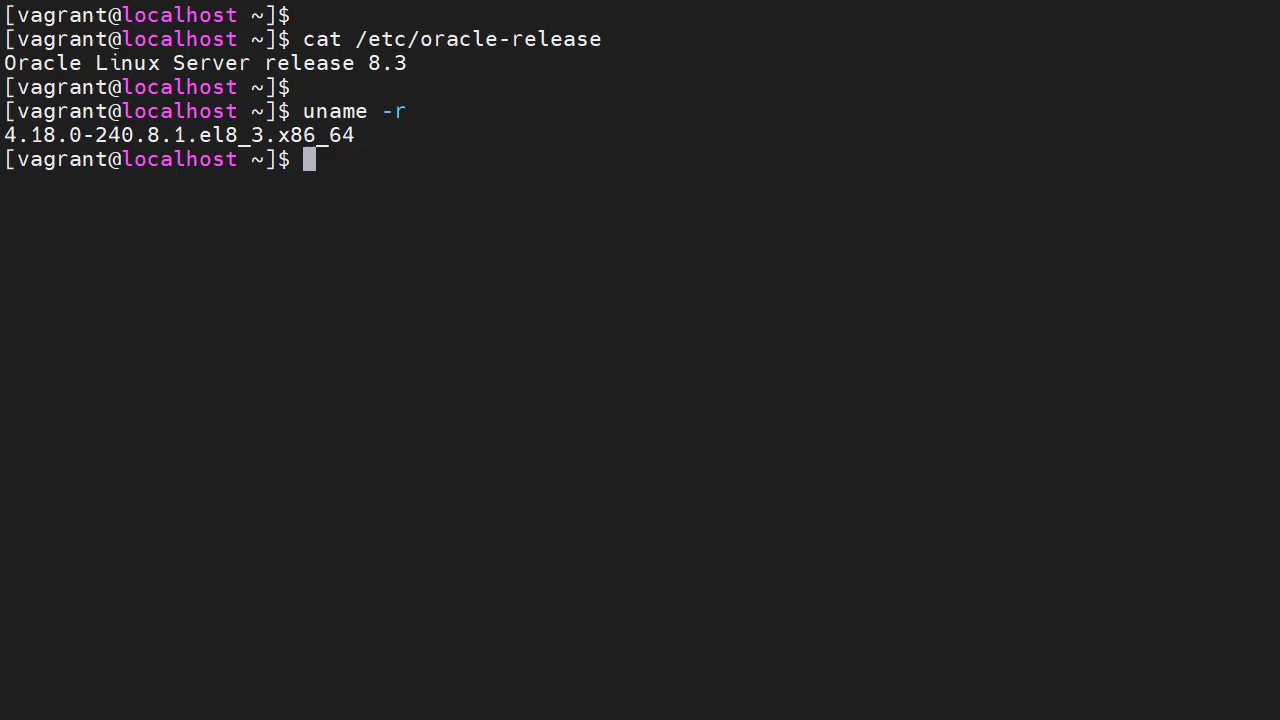 [vagrant@localhost ~]$
[vagrant@localhost ~]$ cat /etc/oracle-release
Oracle Linux Server release 8.3
[vagrant@localhost ~]$
[vagrant@localhost ~]$ uname -r
4.18.0-240.8.1.el8_3.x86_64
[vagrant@localhost ~]$